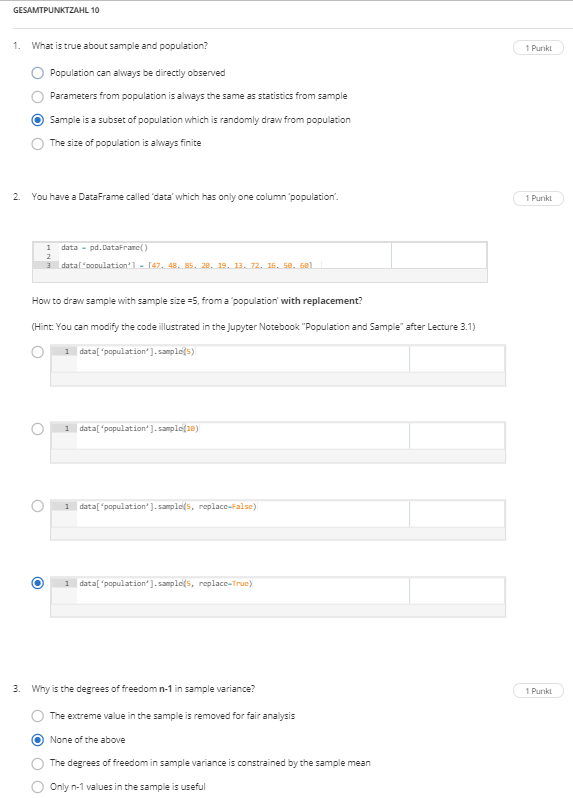 GESAMTPUNKTZAHL 10
1. What is true about sample and population?
1 Punkt
Population can always be directly observed
Parameters from population is always the same as statistics from sample
Sample is a subset of population which is randomly draw from population
The size of population is always finite
2. You have a DataFrame called 'data' which has only one column 'population'.
1 Punkt
1 data = pd.DataFrame()
2
3 data['population'] = [47, 48, 85, 20, 19, 13, 72, 16, 50, 60]
How to draw sample with sample size =5, from a 'population' with replacement?
(Hint: You can modify the code illustrated in the Jupyter Notebook "Population and Sample" after Lecture 3.1)
1 data['population'].sample(5)
1 data['population'].sample(10)
1 data['population'].sample(5, replace=False)
1 data['population'].sample(5, replace=True)
3. Why is the degrees of freedom n-1 in sample variance?
1 Punkt
The extreme value in the sample is removed for fair analysis
None of the above
The degrees of freedom in sample variance is constrained by the sample mean
Only n-1 values in the sample is useful